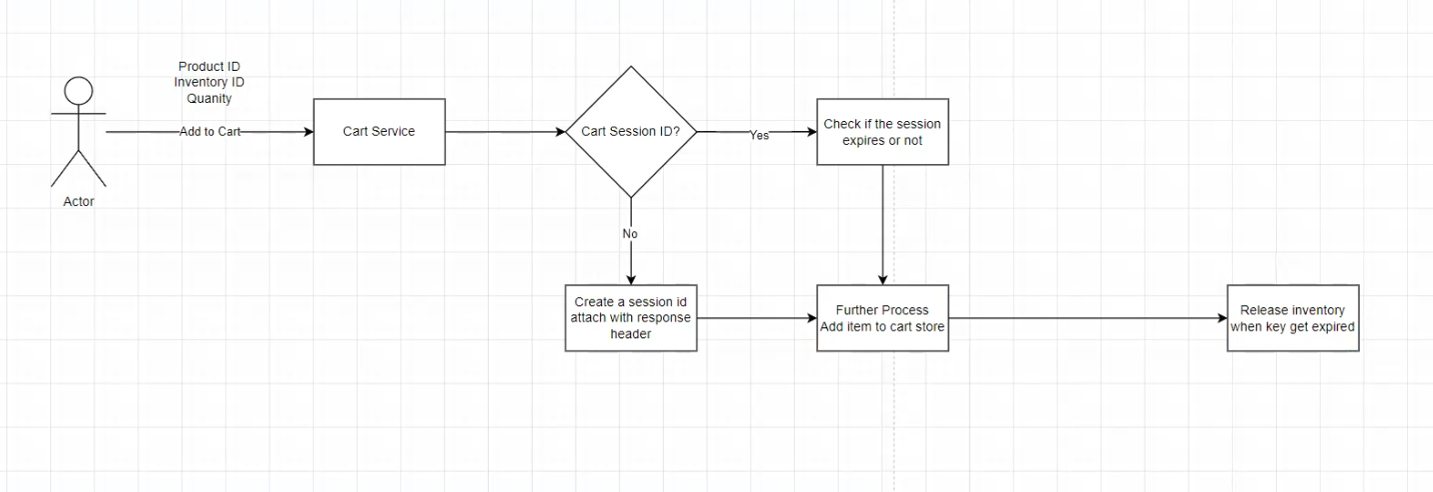 Product ID
Inventory ID
Quanity
Add to Cart
Actor
Cart Service
Cart Session ID?
Yes
No
Check if the session
expires or not
Create a session id
attach with response
header
Further Process
Add item to cart store
Release inventory
when key get expired